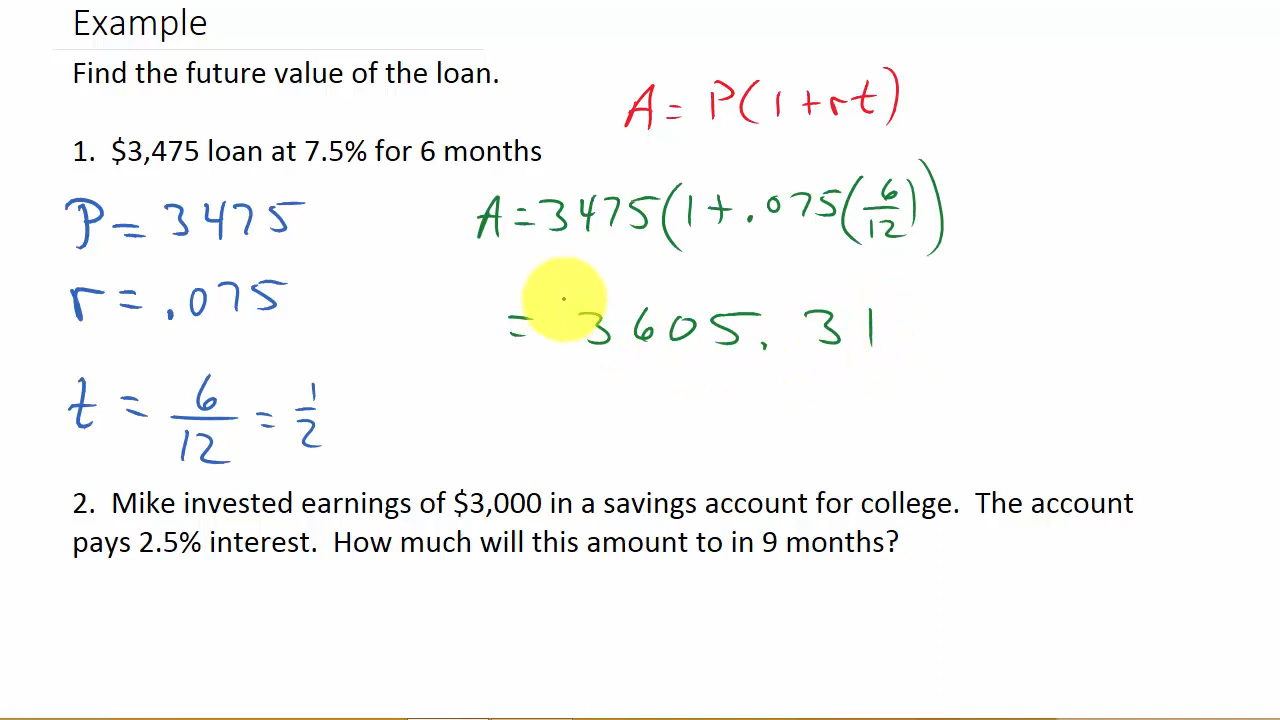 Example
Find the future value of the loan.
A = P(1+rt)
1. $3,475 loan at 7.5% for 6 months
P = 3475
A = 3475(1+.075(6/12))
r = .075
= 3605.31
t = 6/12 = 1/2
2. Mike invested earnings of $3,000 in a savings account for college. The account
pays 2.5% interest. How much will this amount to in 9 months?